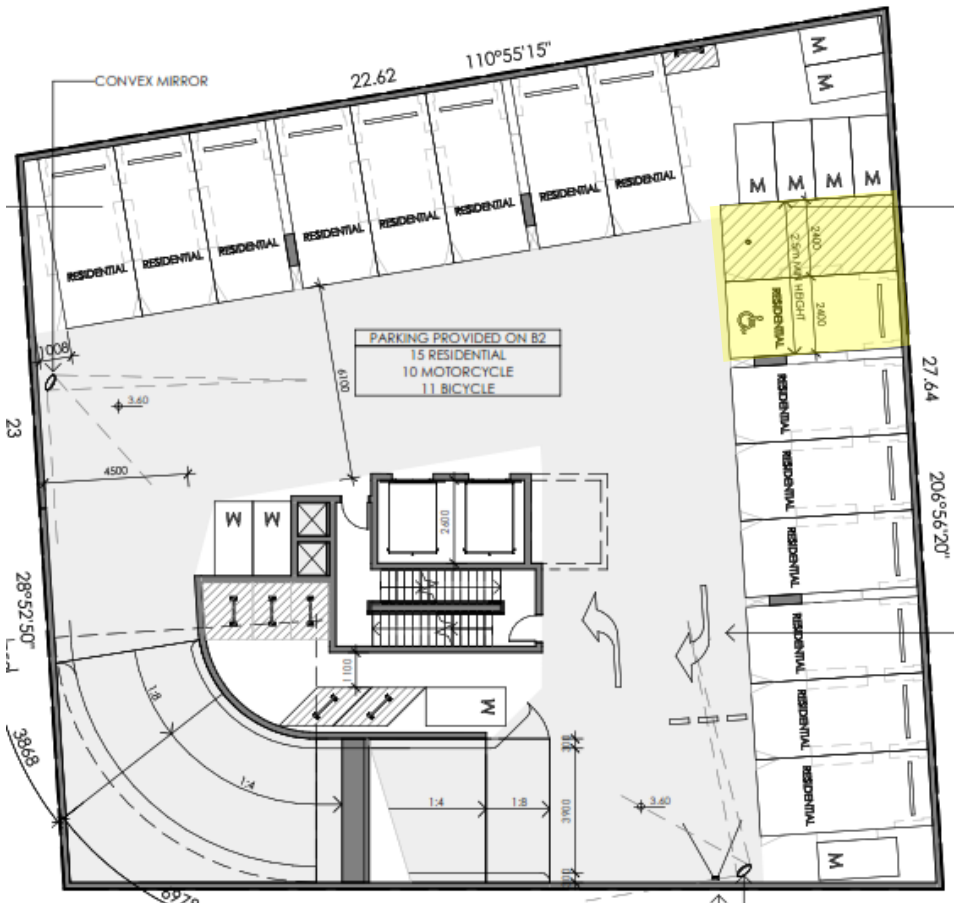 CONVEX MIRROR
22.62
110°55'15"
M
M
M
M
M
M
RESIDENTIAL
RESIDENTIAL
RESIDENTIAL
RESIDENTIAL
RESIDENTIAL
RESIDENTIAL
RESIDENTIAL
RESIDENTIAL
2400
2.5m MIN HEIGHT
2400
RESIDENTIAL
1008
PARKING PROVIDED ON B2
15 RESIDENTIAL
10 MOTORCYCLE
11 BICYCLE
6100
3.60
27.64
RESIDENTIAL
23
4500
RESIDENTIAL
206°56'20"
2600
M
M
RESIDENTIAL
28°52'50"
RESIDENTIAL
1100
RESIDENTIAL
1:8
M
3868
1:4
1:4
1:8
3900
3.60
RESIDENTIAL
M